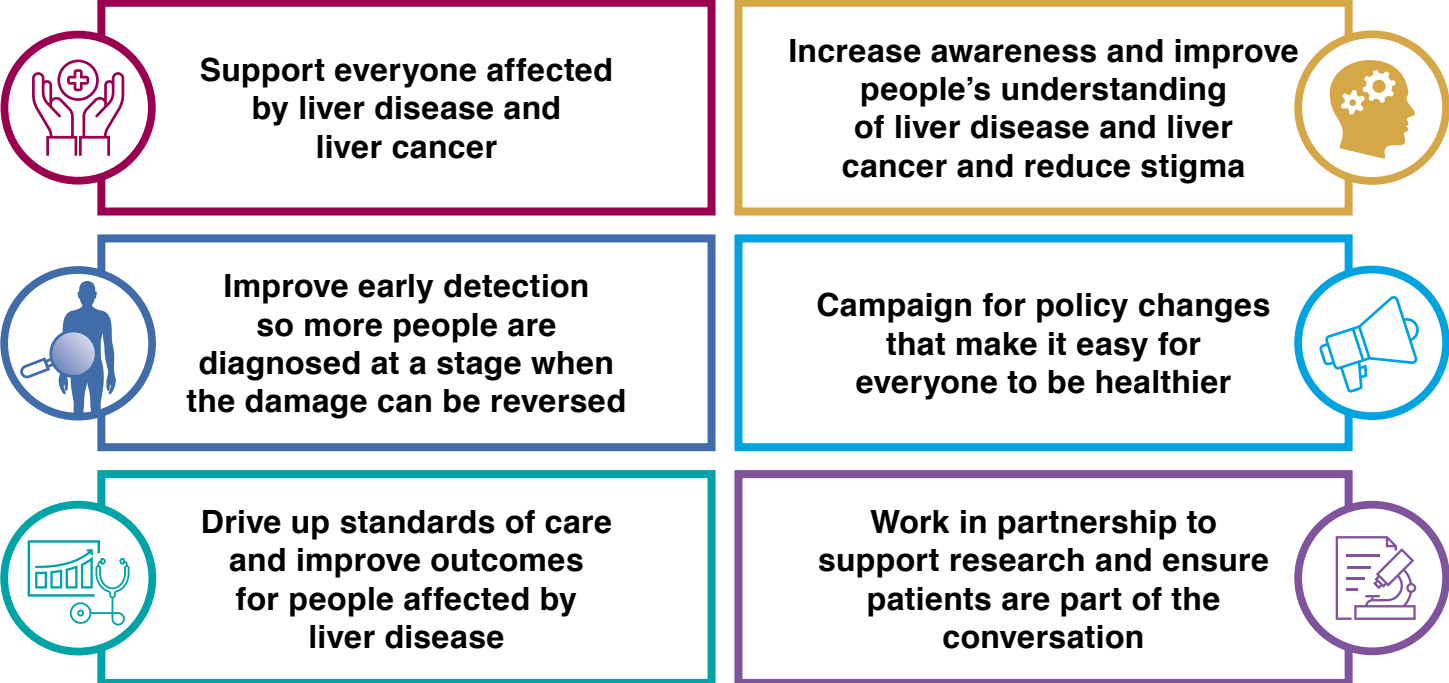 Support everyone affected
by liver disease and
liver cancer
Increase awareness and improve
people’s understanding
of liver disease and liver
cancer and reduce stigma
Improve early detection
so more people are
diagnosed at a stage when
the damage can be reversed
Campaign for policy changes
that make it easy for
everyone to be healthier
Drive up standards of care
and improve outcomes
for people affected by
liver disease
Work in partnership to
support research and ensure
patients are part of the
conversation